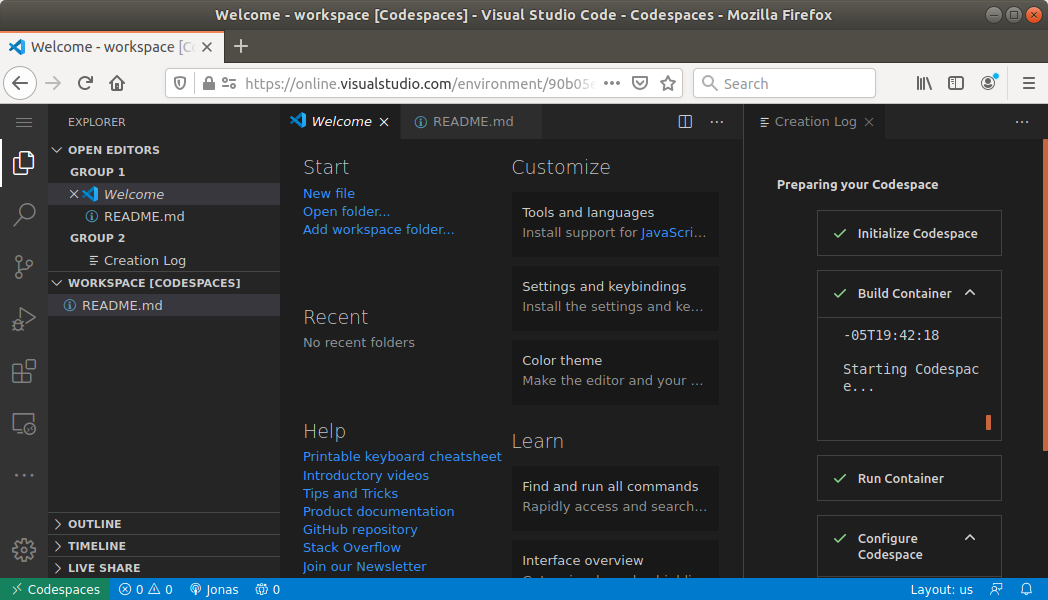 Welcome - workspace [Codespaces] - Visual Studio Code - Codespaces - Mozilla Firefox
Welcome - workspace [Co
https://online.visualstudio.com/environment/90b05e
Search
EXPLORER
OPEN EDITORS
GROUP 1
Welcome
README.md
GROUP 2
Creation Log
WORKSPACE [CODESPACES]
README.md
OUTLINE
TIMELINE
LIVE SHARE
Welcome
README.md
Start
New file
Open folder...
Add workspace folder...
Recent
No recent folders
Help
Printable keyboard cheatsheet
Introductory videos
Tips and Tricks
Product documentation
GitHub repository
Stack Overflow
Join our Newsletter
Customize
Tools and languages
Install support for JavaScri...
Settings and keybindings
Install the settings and ke...
Color theme
Make the editor and your ...
Learn
Find and run all commands
Rapidly access and search...
Interface overview
Creation Log
Preparing your Codespace
Initialize Codespace
Build Container
-05T19:42:18
Starting Codespac
e...
Run Container
Configure
Codespace
Codespaces
0
0
Jonas
0
Layout: us